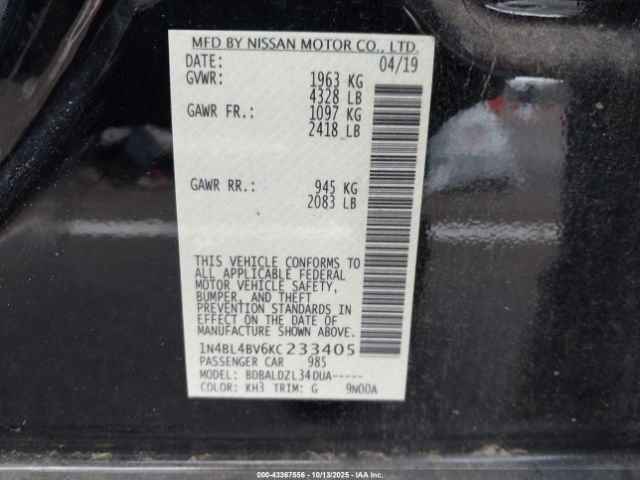 MFD BY NISSAN MOTOR CO., LTD.
DATE: 04/19
GVWR: 1963 KG
4328 LB
GAWR FR.: 1097 KG
2418 LB
GAWR RR.: 945 KG
2083 LB
THIS VEHICLE CONFORMS TO
ALL APPLICABLE FEDERAL
MOTOR VEHICLE SAFETY,
BUMPER, AND THEFT
PREVENTION STANDARDS
IN EFFECT ON THE DATE OF
MANUFACTURE SHOWN ABOVE.
1N4BL4BV6KC233405
PASSENGER CAR 985
MODEL: BDBALDZL34DUA-----
COLOR: KH3 TRIM: G 9N00A
000-43367556 - 10/13/2025 - IAA, Inc.